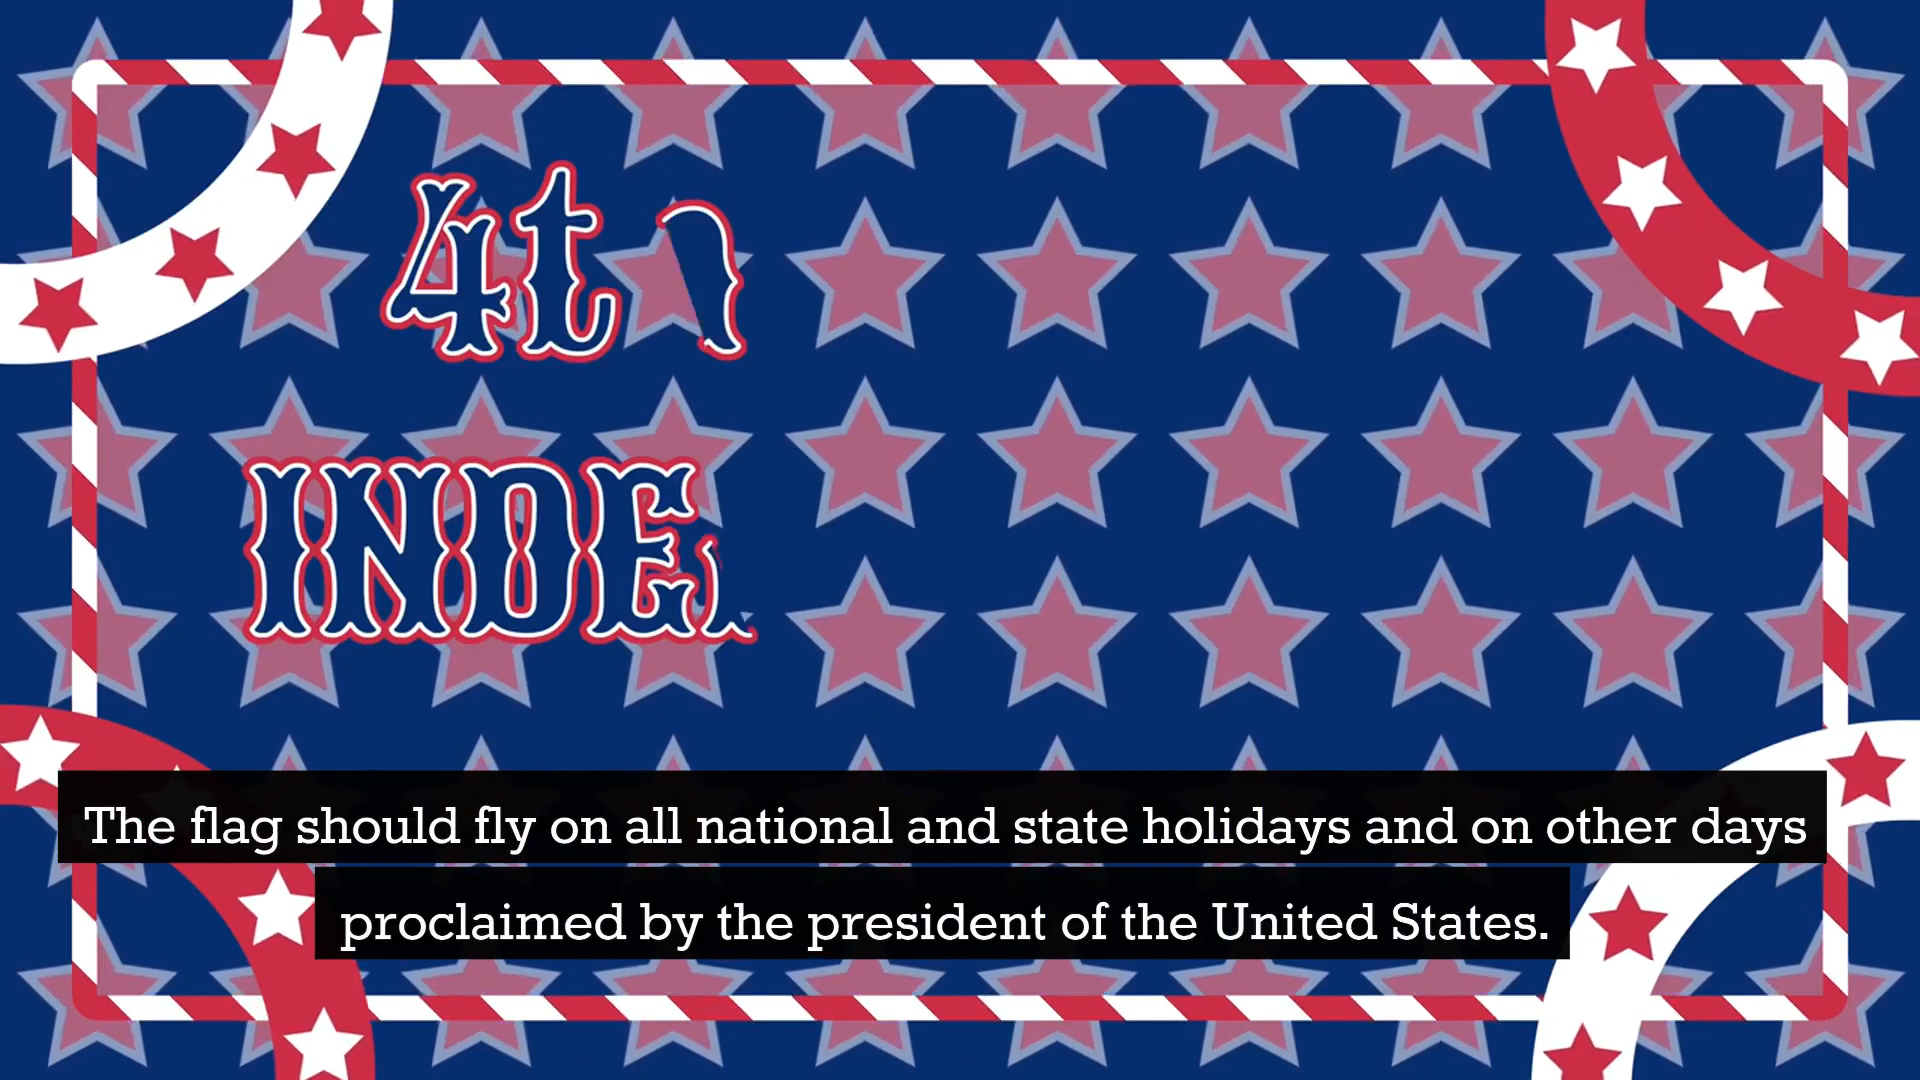 4t
INDE
The flag should fly on all national and state holidays and on other days
proclaimed by the president of the United States.